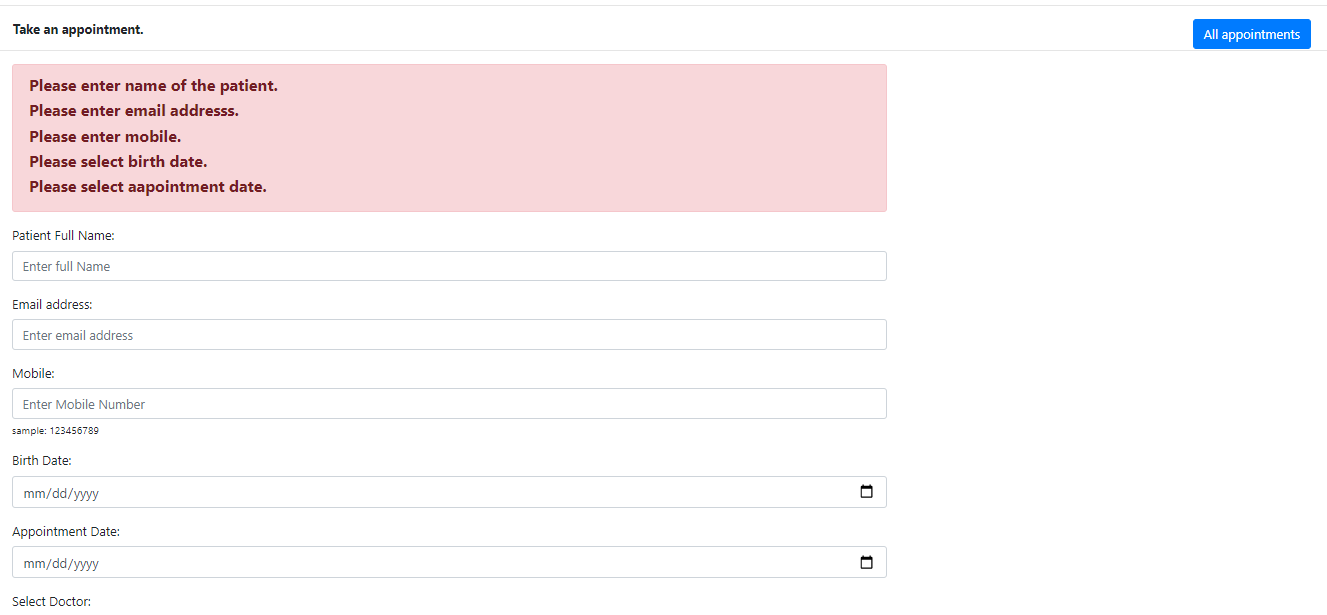 Take an appointment.
All appointments
Please enter name of the patient.
Please enter email addresss.
Please enter mobile.
Please select birth date.
Please select aapointment date.
Patient Full Name:
Enter full Name
Email address:
Enter email address
Mobile:
Enter Mobile Number
sample: 123456789
Birth Date:
mm/dd/yyyy
Appointment Date:
mm/dd/yyyy
Select Doctor: